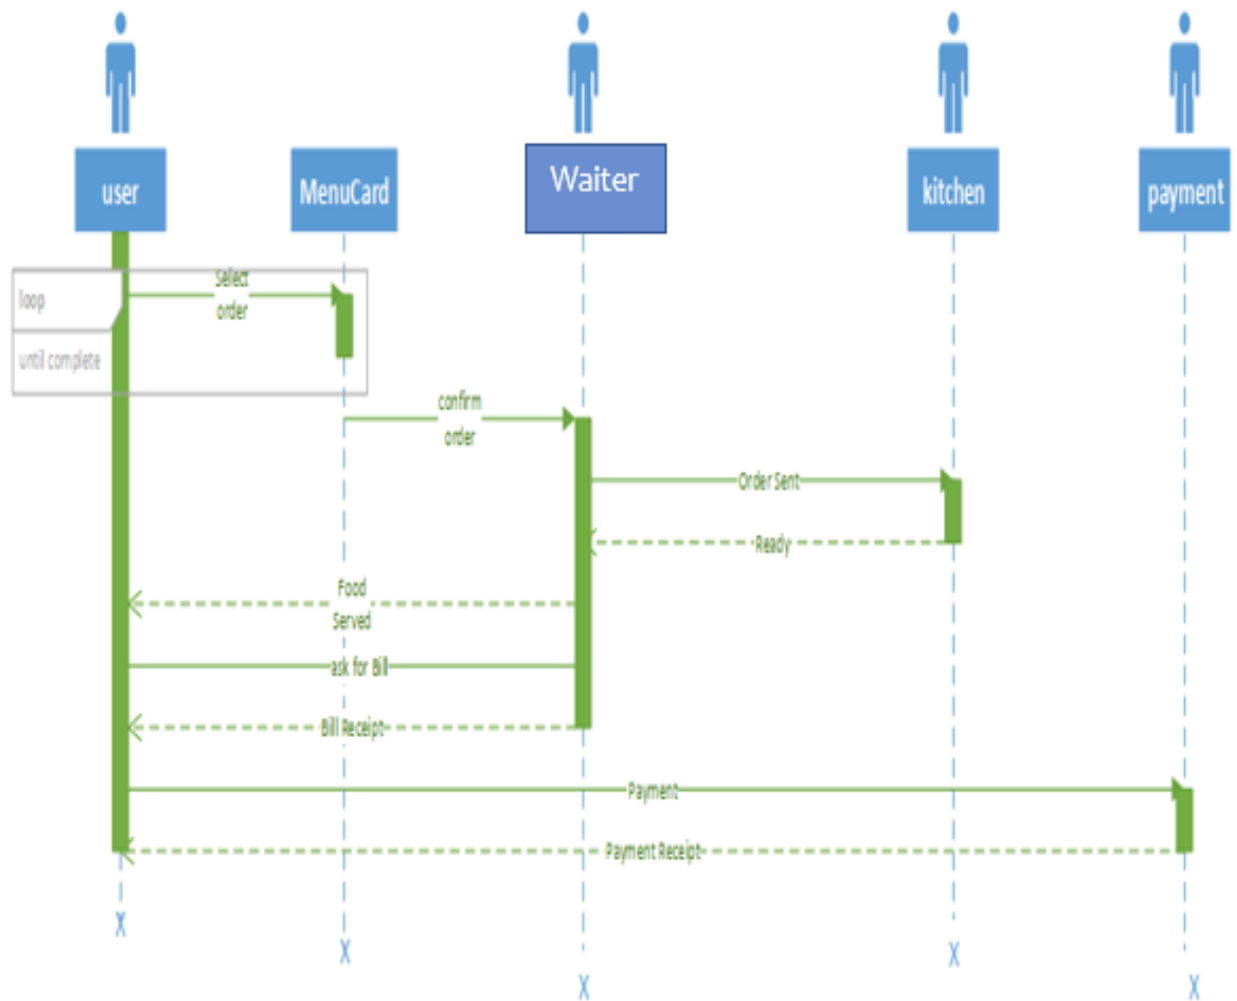 user
MenuCard
Waiter
kitchen
payment
loop
until complete
Select
order
confirm
order
Order Sent
Ready
Food
Served
ask for Bill
Bill Receipt
Payment
Payment Receipt
X
X
X
X
X